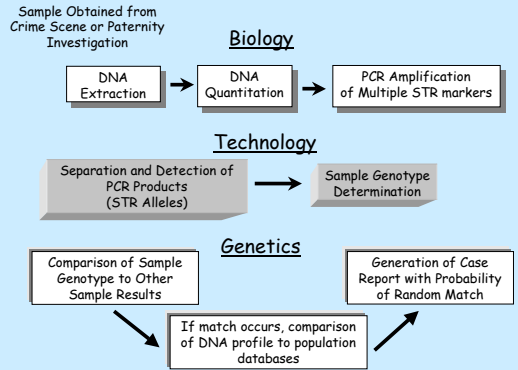 Sample Obtained from
Crime Scene or Paternity
Investigation
Biology
DNA
Extraction
DNA
Quantitation
PCR Amplification
of Multiple STR markers
Technology
Separation and Detection of
PCR Products
(STR Alleles)
Sample Genotype
Determination
Genetics
Comparison of Sample
Genotype to Other
Sample Results
If match occurs, comparison
of DNA profile to population
databases
Generation of Case
Report with Probability
of Random Match